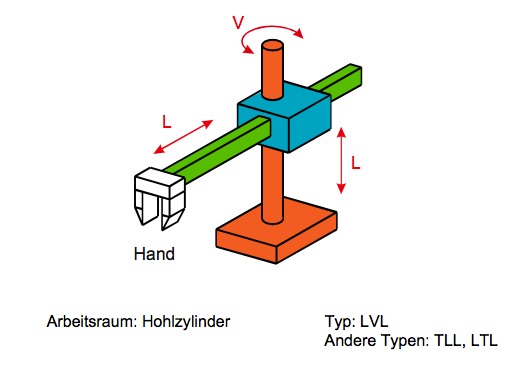 V
L
L
Hand
Arbeitsraum: Hohlzylinder
Typ: LVL
Andere Typen: TLL, LTL